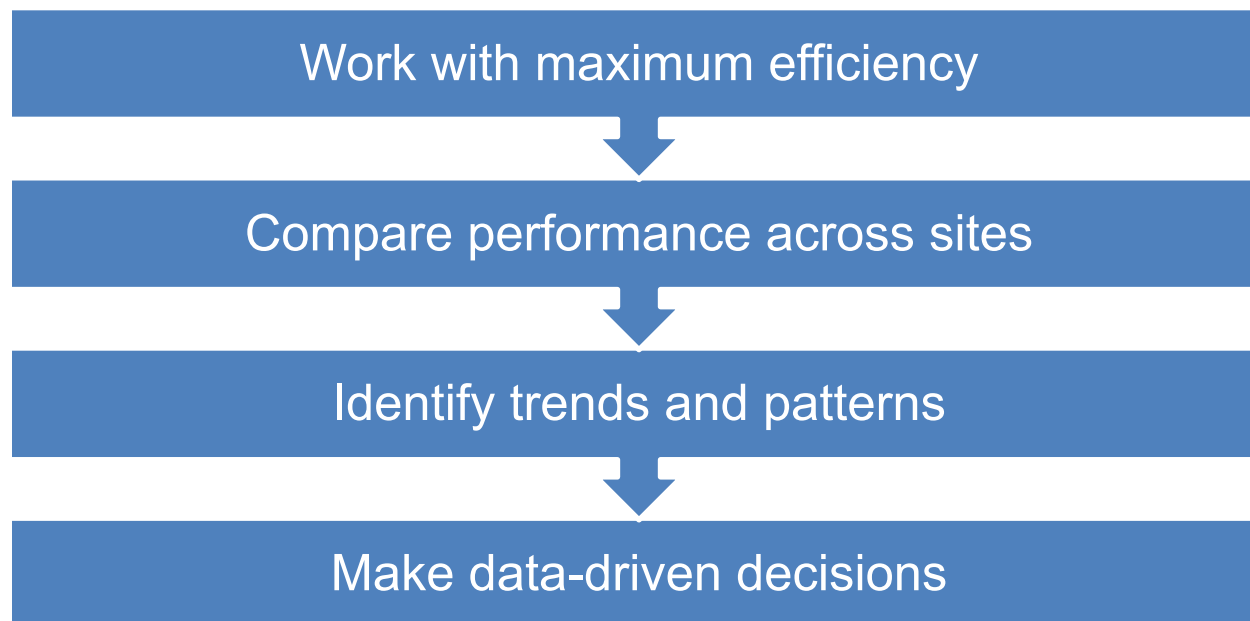 Work with maximum efficiency
Compare performance across sites
Identify trends and patterns
Make data-driven decisions